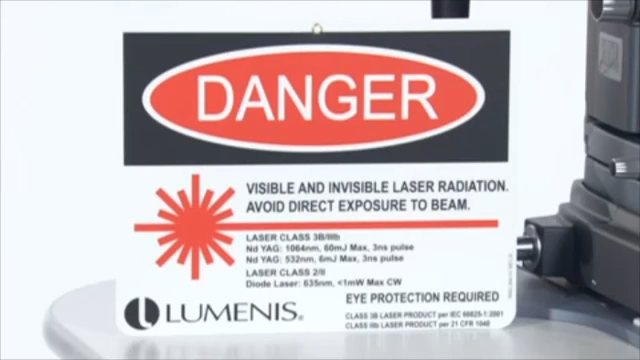 DANGER
VISIBLE AND INVISIBLE LASER RADIATION.
AVOID DIRECT EXPOSURE TO BEAM.
LASER CLASS 3B/IIIb
Nd YAG: 1064nm, 60mJ Max, 3ns pulse
Nd YAG: 532nm, 6mJ Max, 3ns pulse
LASER CLASS 2/II
Diode Laser: 635nm, <1mW Max CW
EYE PROTECTION REQUIRED
LUMENIS®
CLASS 3B LASER PRODUCT per IEC 60825-1:2001
CLASS IIIb LASER PRODUCT per 21 CFR 1040